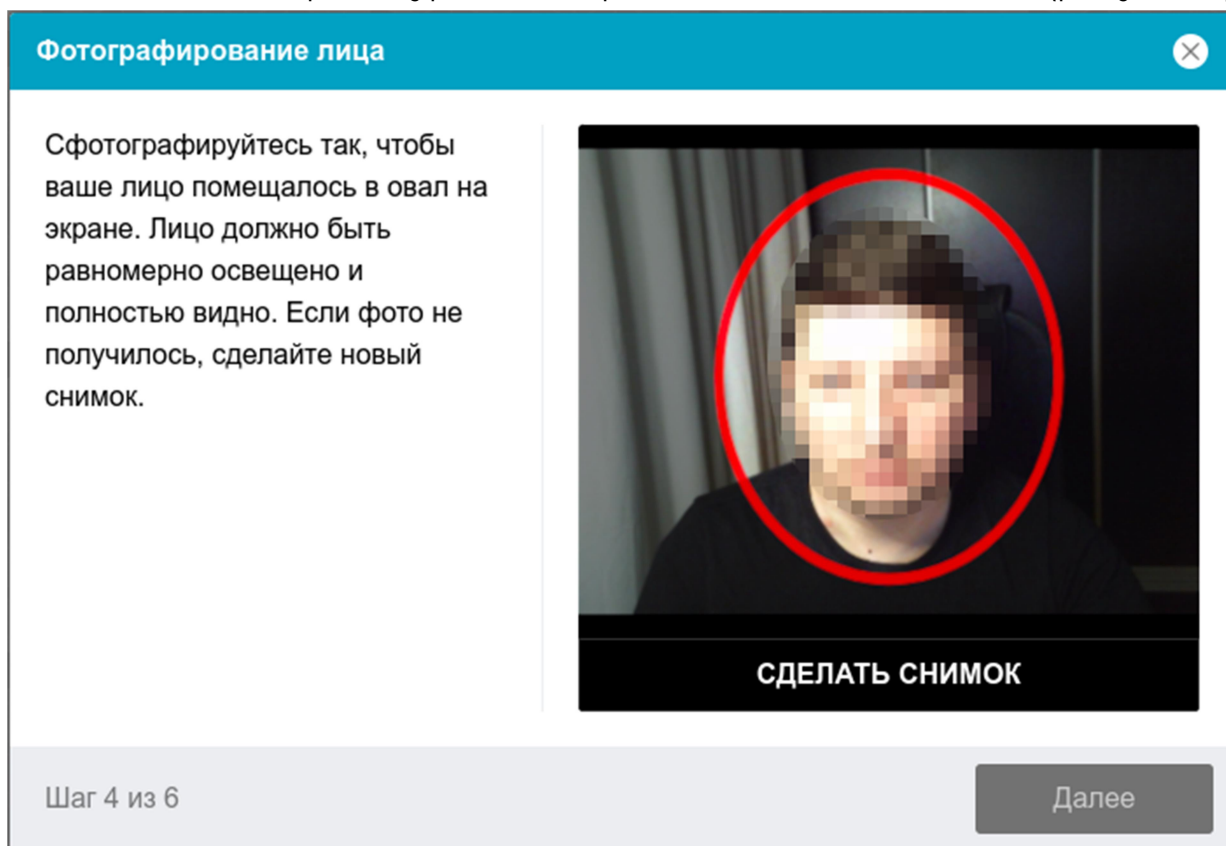 Фотографирование лица
Сфотографируйтесь так, чтобы
ваше лицо помещалось в овал на
экране. Лицо должно быть
равномерно освещено и
полностью видно. Если фото не
получилось, сделайте новый
снимок.
СДЕЛАТЬ СНИМОК
Шаг 4 из 6
Далее